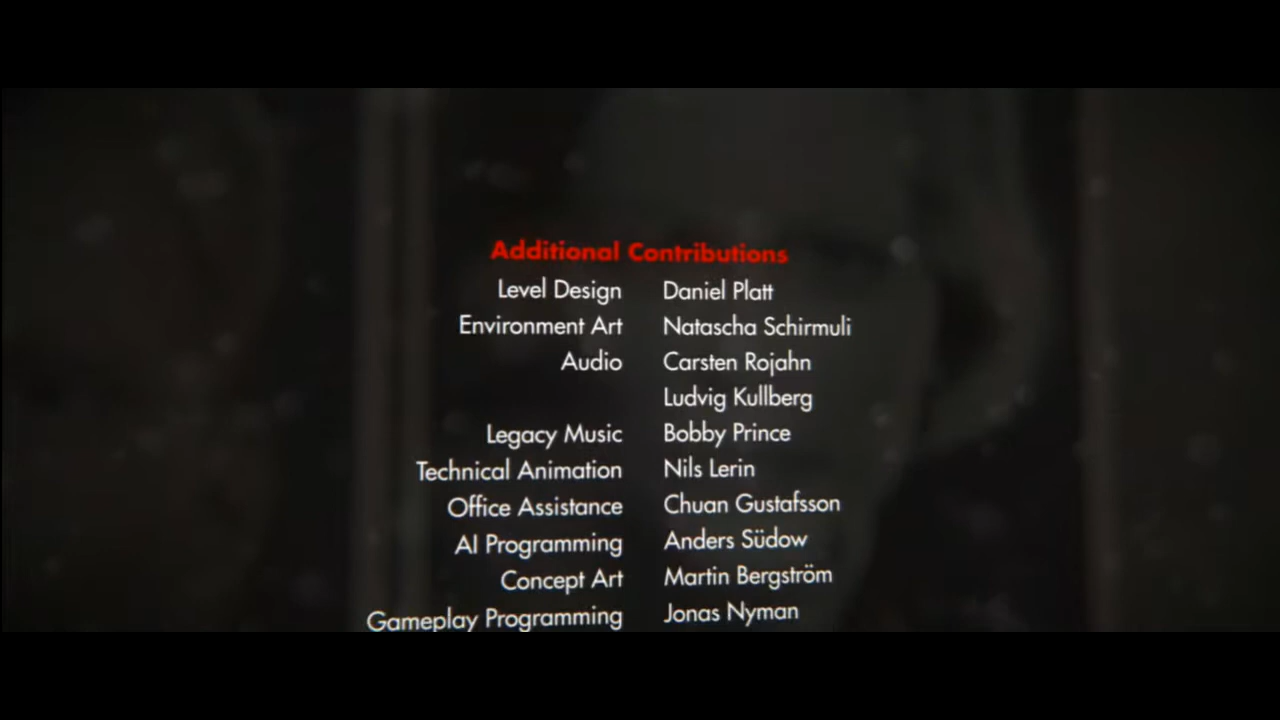 Additional Contributions
Level Design Daniel Platt
Environment Art Natascha Schirmuli
Audio Carsten Rojahn
Ludvig Kullberg
Legacy Music Bobby Prince
Technical Animation Nils Lerin
Office Assistance Chuan Gustafsson
AI Programming Anders Südow
Concept Art Martin Bergström
Gameplay Programming Jonas Nyman